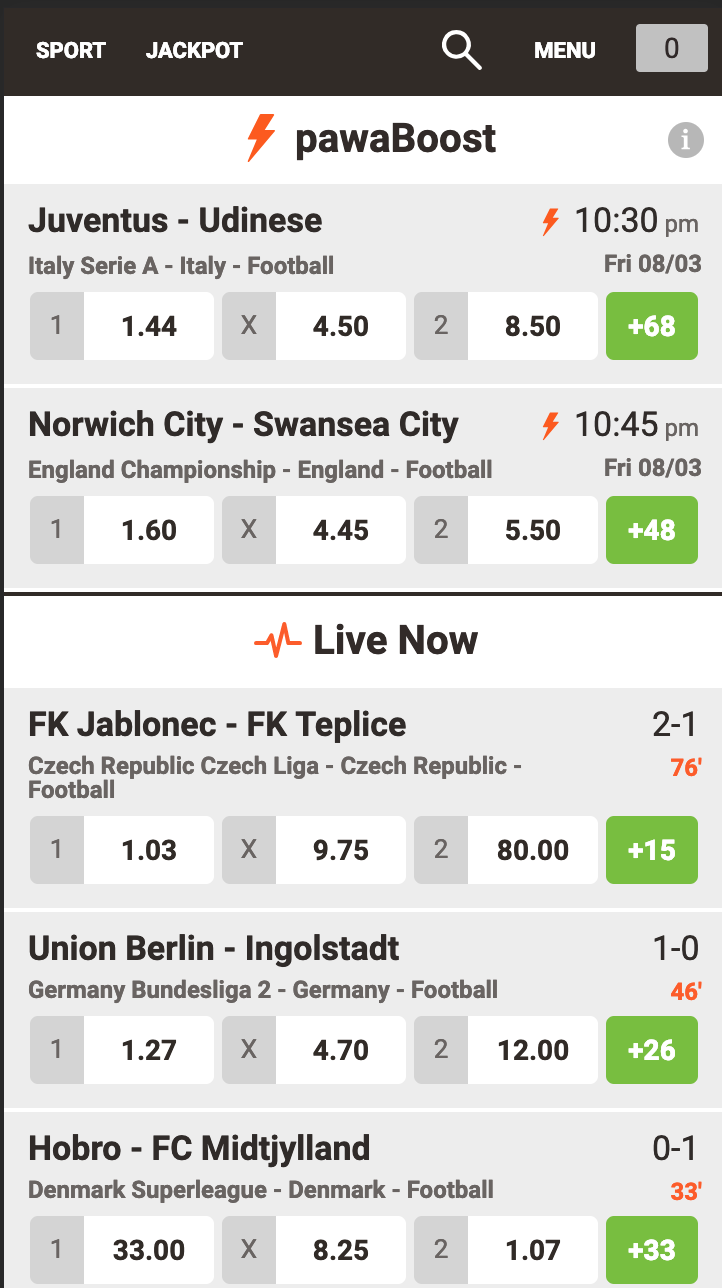 SPORT JACKPOT MENU 0
pawaBoost i
Juventus - Udinese 10:30 pm
Italy Serie A - Italy - Football Fri 08/03
1 1.44 X 4.50 2 8.50 +68
Norwich City - Swansea City 10:45 pm
England Championship - England - Football Fri 08/03
1 1.60 X 4.45 2 5.50 +48
Live Now
FK Jablonec - FK Teplice 2-1
Czech Republic Czech Liga - Czech Republic - 76'
Football
1 1.03 X 9.75 2 80.00 +15
Union Berlin - Ingolstadt 1-0
Germany Bundesliga 2 - Germany - Football 46'
1 1.27 X 4.70 2 12.00 +26
Hobro - FC Midtjylland 0-1
Denmark Superleague - Denmark - Football 33'
1 33.00 X 8.25 2 1.07 +33